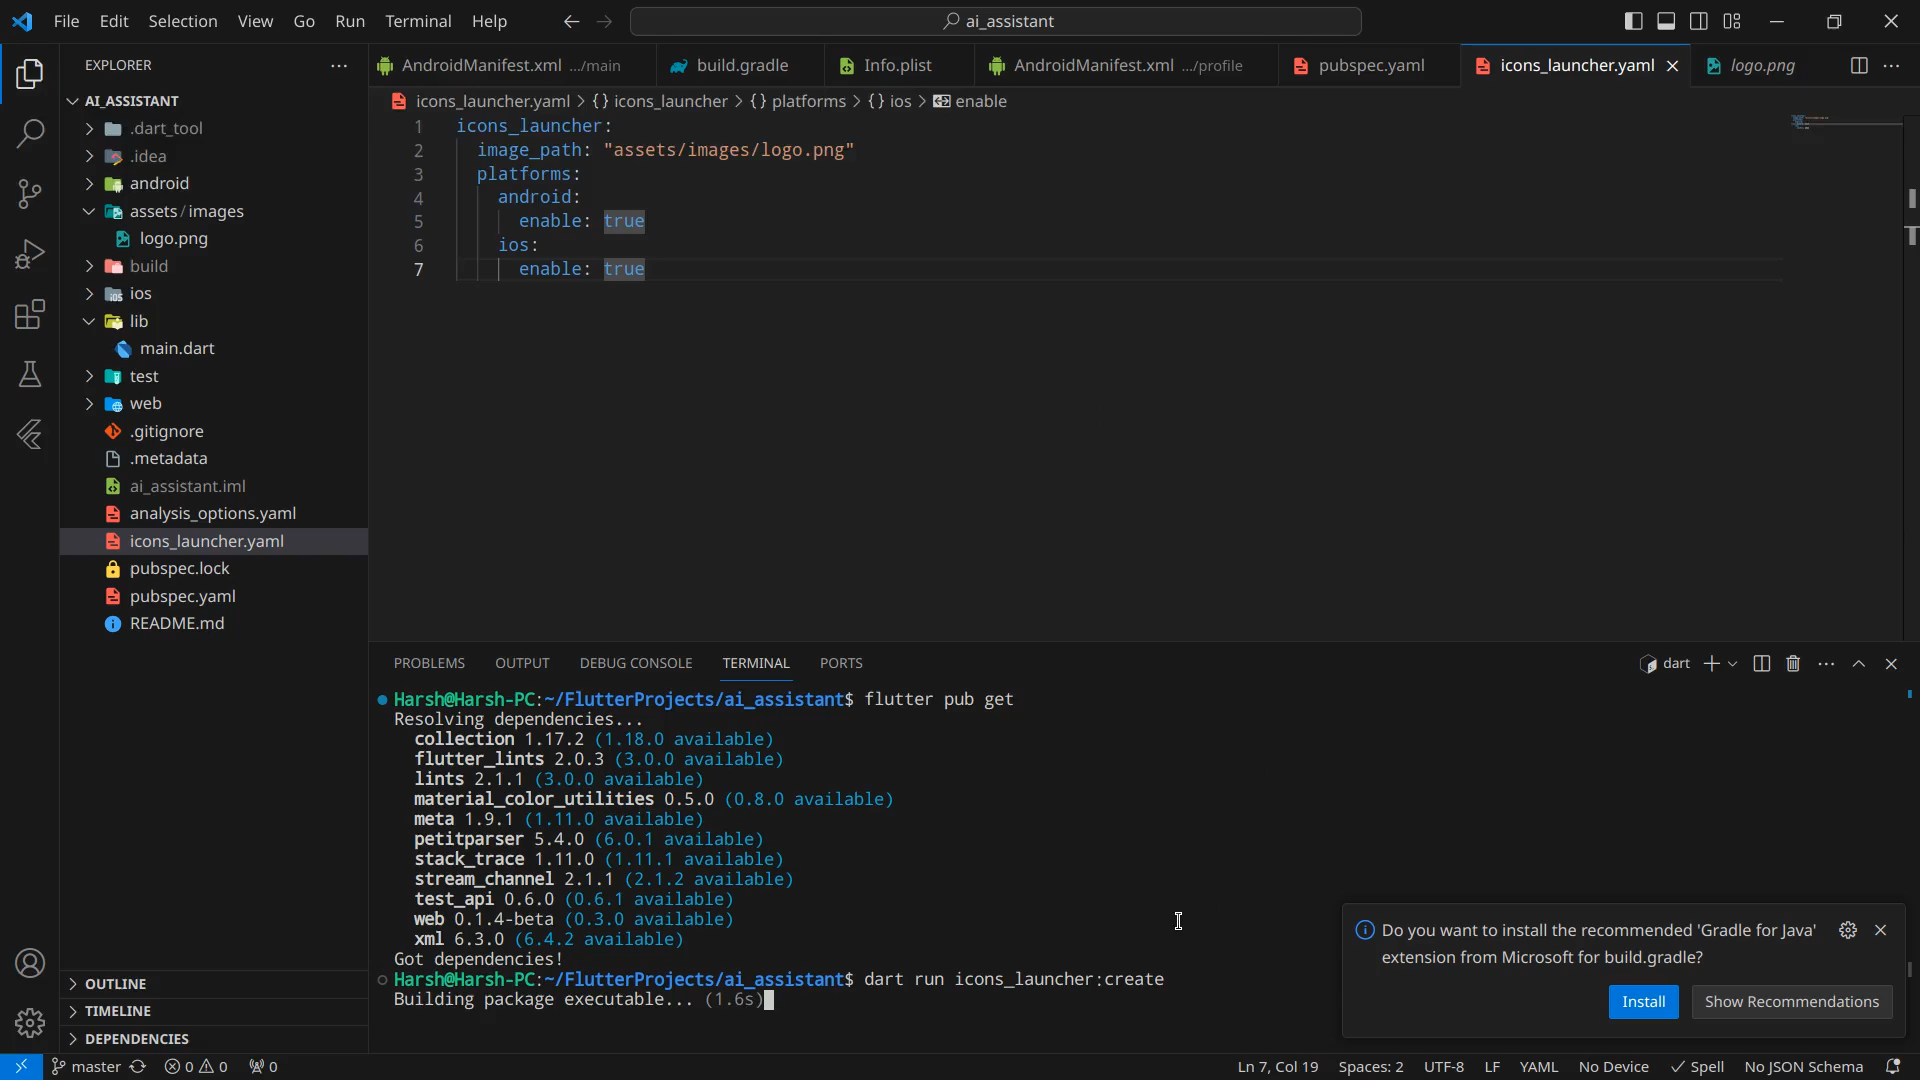 File Edit Selection View Go Run Terminal Help
ai_assistant
EXPLORER
AndroidManifest.xml .../main
build.gradle
Info.plist
AndroidManifest.xml .../profile
pubspec.yaml
icons_launcher.yaml
logo.png
AI_ASSISTANT
.dart_tool
.idea
android
assets/images
logo.png
build
ios
lib
main.dart
test
web
.gitignore
.metadata
ai_assistant.iml
analysis_options.yaml
icons_launcher.yaml
pubspec.lock
pubspec.yaml
README.md
OUTLINE
TIMELINE
DEPENDENCIES
icons_launcher.yaml > {} icons_launcher > {} platforms > {} ios > enable
1 icons_launcher:
2 image_path: "assets/images/logo.png"
3 platforms:
4 android:
5 enable: true
6 ios:
7 enable: true
PROBLEMS OUTPUT DEBUG CONSOLE TERMINAL PORTS
dart
Harsh@Harsh-PC:~/FlutterProjects/ai_assistant$ flutter pub get
Resolving dependencies...
collection 1.17.2 (1.18.0 available)
flutter_lints 2.0.3 (3.0.0 available)
lints 2.1.1 (3.0.0 available)
material_color_utilities 0.5.0 (0.8.0 available)
meta 1.9.1 (1.11.0 available)
petitparser 5.4.0 (6.0.1 available)
stack_trace 1.11.0 (1.11.1 available)
stream_channel 2.1.1 (2.1.2 available)
test_api 0.6.0 (0.6.1 available)
web 0.1.4-beta (0.3.0 available)
xml 6.3.0 (6.4.2 available)
Got dependencies!
Harsh@Harsh-PC:~/FlutterProjects/ai_assistant$ dart run icons_launcher:create
Building package executable... (1.6s)
Do you want to install the recommended 'Gradle for Java'
extension from Microsoft for build.gradle?
Install
Show Recommendations
master 0 0 0
Ln 7, Col 19 Spaces: 2 UTF-8 LF YAML No Device Spell No JSON Schema